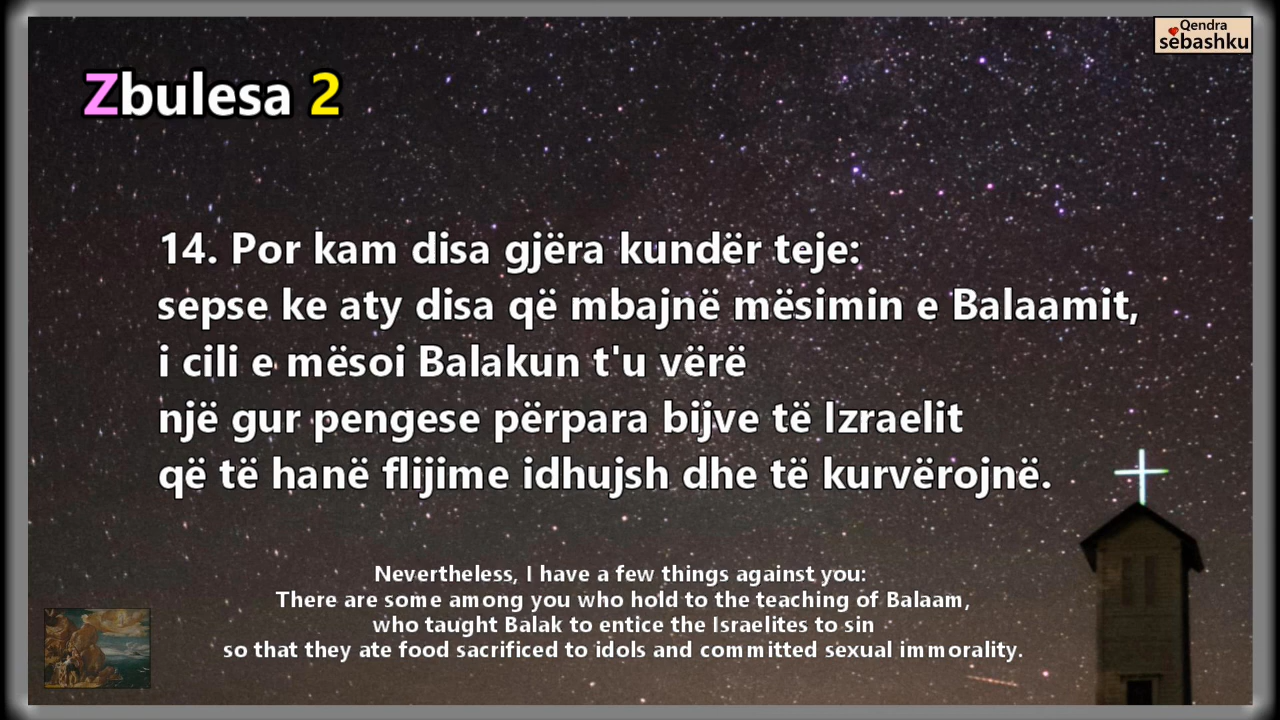 Qendra
sebashku
Zbulesa 2
14. Por kam disa gjëra kundër teje:
sepse ke aty disa që mbajnë mësimin e Balaamit,
i cili e mësoi Balakun t'u vërë
një gur pengese përpara bijve të Izraelit
që të hanë flijime idhujsh dhe të kurvërojnë.
Nevertheless, I have a few things against you:
There are some among you who hold to the teaching of Balaam,
who taught Balak to entice the Israelites to sin
so that they ate food sacrificed to idols and committed sexual immorality.